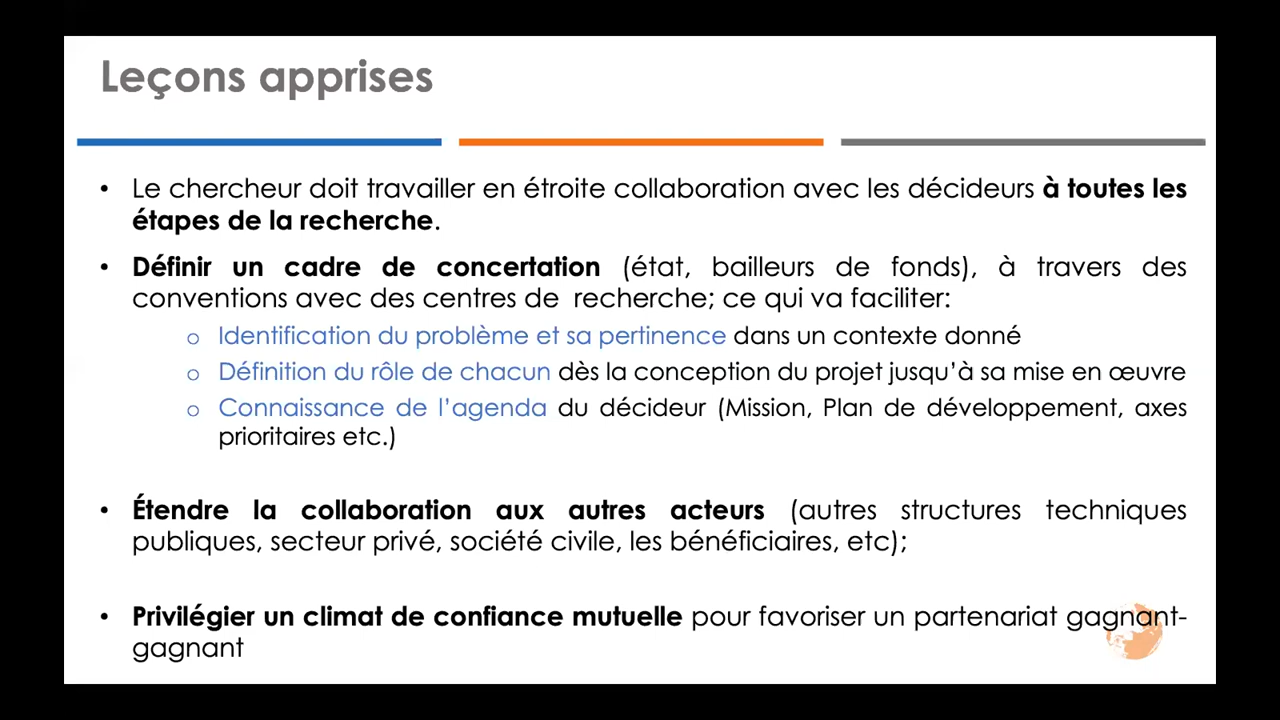 Leçons apprises
• Le chercheur doit travailler en étroite collaboration avec les décideurs à toutes les
étapes de la recherche.
• Définir un cadre de concertation (état, bailleurs de fonds), à travers des
conventions avec des centres de recherche; ce qui va faciliter:
o Identification du problème et sa pertinence dans un contexte donné
o Définition du rôle de chacun dès la conception du projet jusqu'à sa mise en œuvre
o Connaissance de l'agenda du décideur (Mission, Plan de développement, axes
prioritaires etc.)
• Étendre la collaboration aux autres acteurs (autres structures techniques
publiques, secteur privé, société civile, les bénéficiaires, etc);
• Privilégier un climat de confiance mutuelle pour favoriser un partenariat gagnant-
gagnant